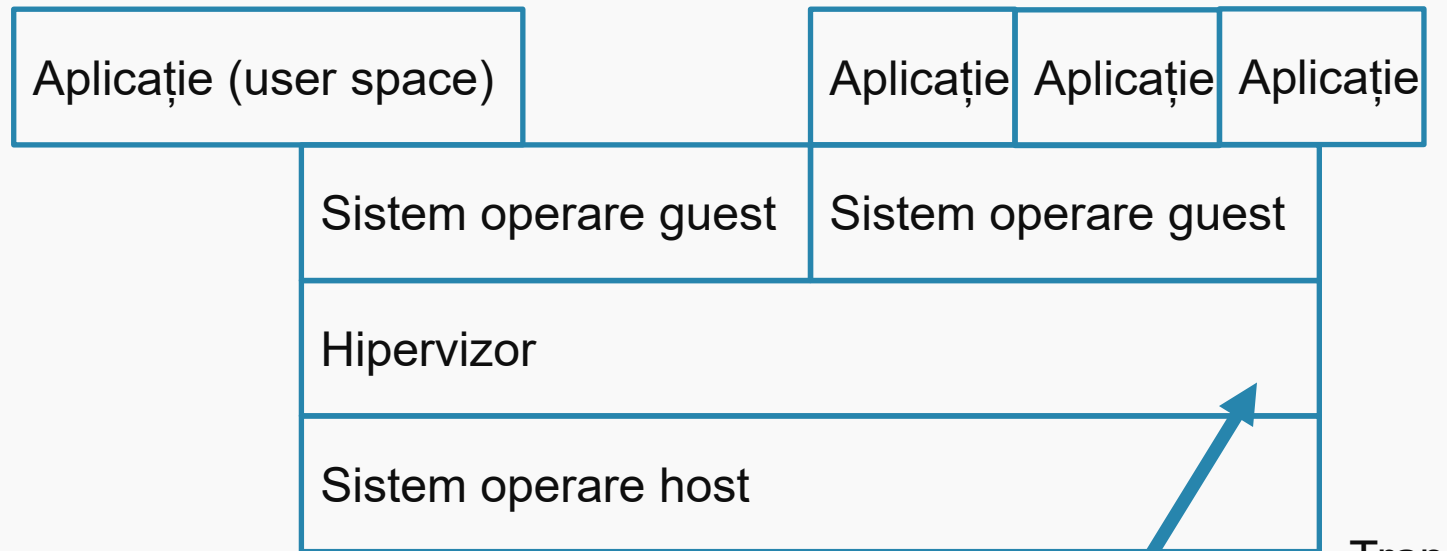 Aplicație (user space)
Aplicație Aplicație Aplicație
Sistem operare guest Sistem operare guest
Hipervizor
Sistem operare host